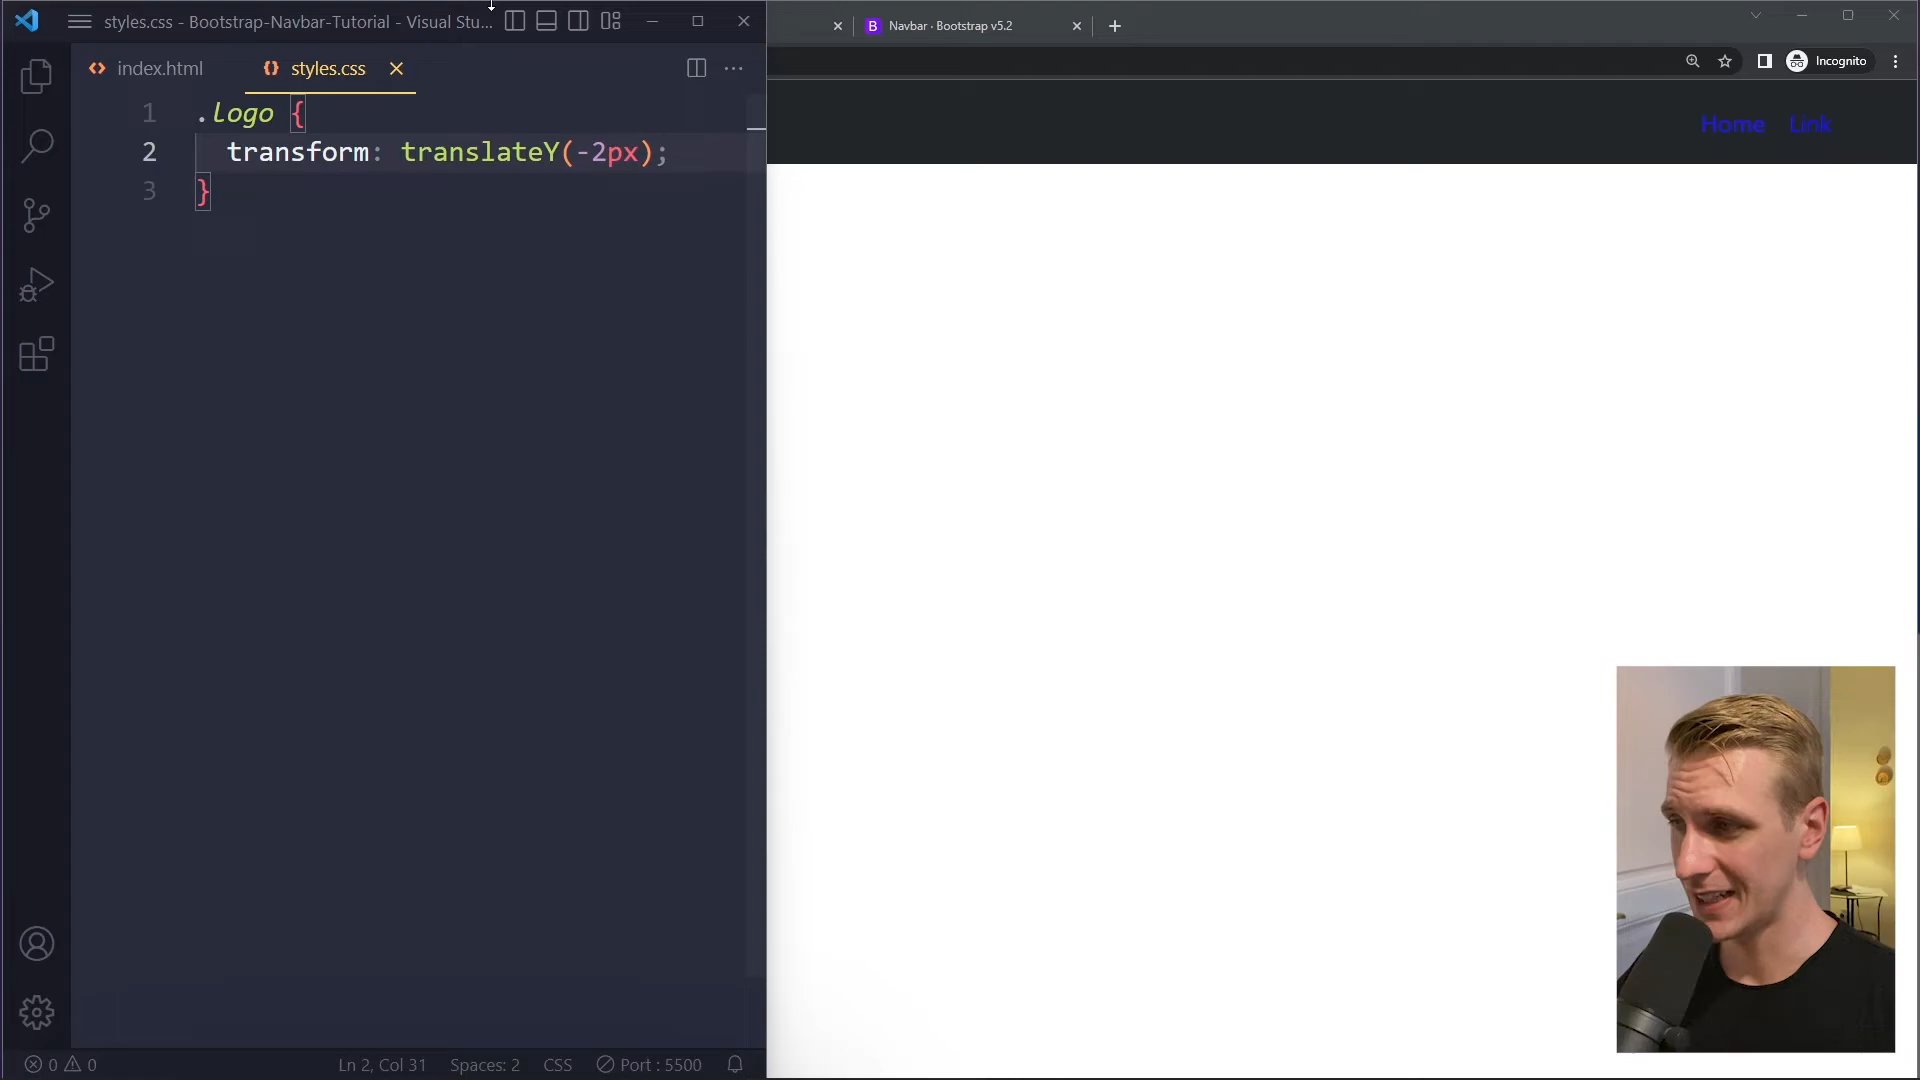 styles.css - Bootstrap-Navbar-Tutorial - Visual Stu...
Navbar · Bootstrap v5.2
Incognito
index.html
styles.css
Home
Link
1 .logo {
2 transform: translateY(-2px);
3 }
0
0
Ln 2, Col 31
Spaces: 2
CSS
Port : 5500